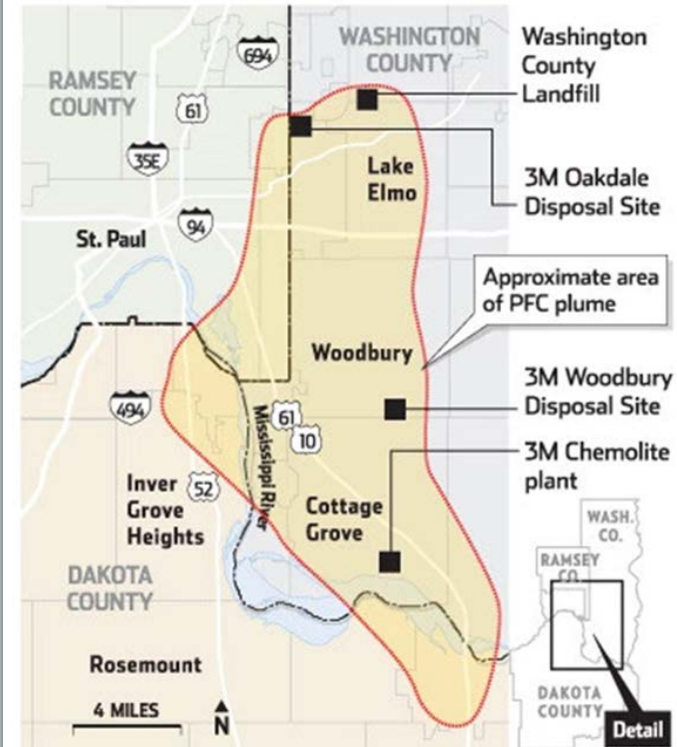 694
WASHINGTON
COUNTY
Washington
County
Landfill
RAMSEY
COUNTY
61
35E
Lake
Elmo
3M Oakdale
Disposal Site
94
St. Paul
Approximate area
of PFC plume
Woodbury
3M Woodbury
Disposal Site
494
61
10
Mississippi River
3M Chemolite
plant
Inver
Grove
Heights
52
Cottage
Grove
WASH.
CO.
RAMSEY
CO.
DAKOTA
COUNTY
Rosemount
4 MILES
N
DAKOTA
COUNTY
Detail